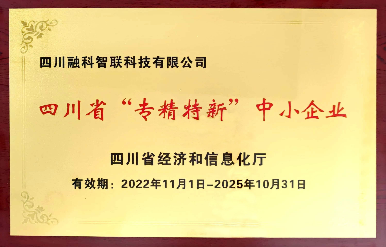 四川融科智联科技有限公司
四川省“专精特新”中小企业
四川省经济和信息化厅
有效期：2022年11月1日-2025年10月31日